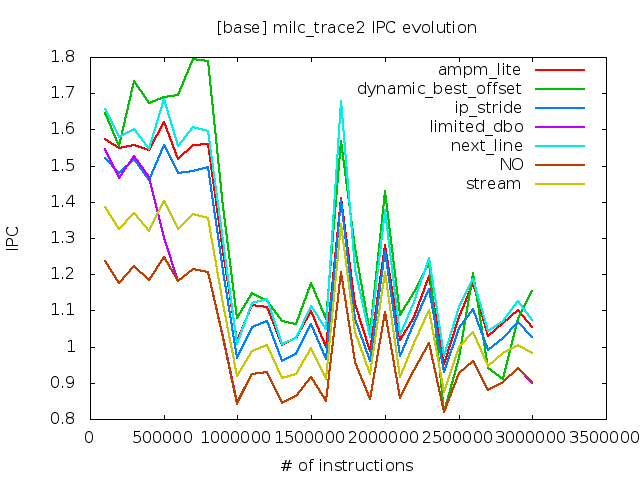 [base] milc_trace2 IPC evolution
1.8
1.7
1.6
1.5
1.4
1.3
1.2
1.1
1
0.9
0.8
IPC
ampm_lite
dynamic_best_offset
ip_stride
limited_dbo
next_line
NO
stream
0 500000 1000000 1500000 2000000 2500000 3000000 3500000
# of instructions